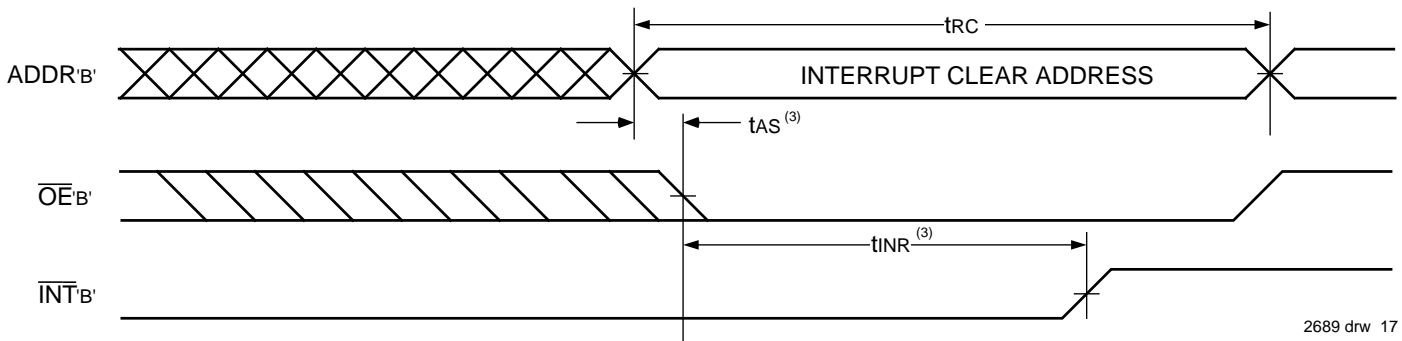 tRC
ADDR'B'
INTERRUPT CLEAR ADDRESS
tAS (3)
OE'B'
tINR (3)
INT'B'
2689 drw 17